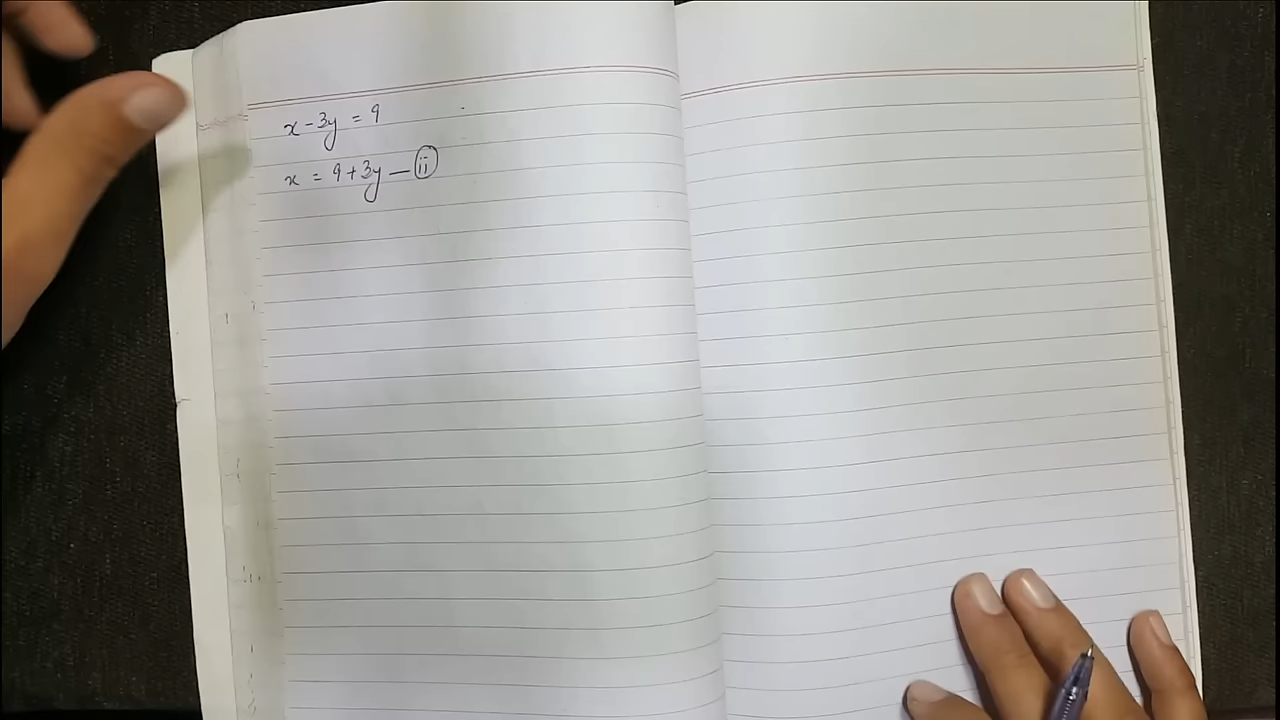 x - 3y = 9
x = 9 + 3y — ii